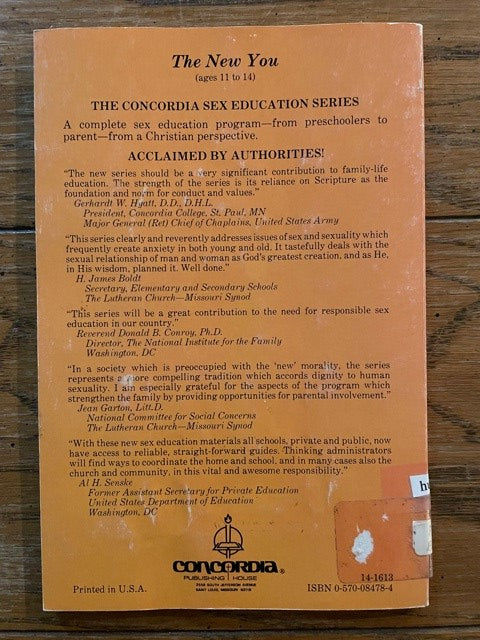 The New You
(ages 11 to 14)
THE CONCORDIA SEX EDUCATION SERIES
A complete sex education program—from preschoolers to
parent—from a Christian perspective.
ACCLAIMED BY AUTHORITIES!
“The new series should be a very significant contribution to family-life
education. The strength of the series is its reliance on Scripture as the
foundation and norm for conduct and values.”
Gerhardt W. Hyatt, D.D., D.H.L.
President, Concordia College, St. Paul, MN
Major General (Ret) Chief of Chaplains, United States Army
“This series clearly and reverently addresses issues of sex and sexuality which
frequently create anxiety in both young and old. It tastefully deals with the
sexual relationship of man and woman as God's greatest creation, and as He,
in His wisdom, planned it. Well done.”
H. James Boldt
Secretary, Elementary and Secondary Schools
The Lutheran Church—Missouri Synod
“This series will be a great contribution to the need for responsible sex
education in our country.”
Reverend Donald B. Conroy, Ph.D.
Director, The National Institute for the Family
Washington, DC
“In a society which is preoccupied with the ‘new’ morality, the series
represents a more compelling tradition which accords dignity to human
sexuality. I am especially grateful for the aspects of the program which
strengthen the family by providing opportunities for parental involvement.”
Jean Garton, Litt.D.
National Committee for Social Concerns
The Lutheran Church—Missouri Synod
“With these new sex education materials all schools, private and public, now
have access to reliable, straight-forward guides. Thinking administrators
will find ways to coordinate the home and school, and in many cases also the
church and community, in this vital and awesome responsibility.”
Al H. Senske
Former Assistant Secretary for Private Education
United States Department of Education
Washington, DC
CONCORDIA®
PUBLISHING HOUSE
3558 SOUTH JEFFERSON AVENUE
SAINT LOUIS, MISSOURI 63118
14-1613
Printed in U.S.A.
ISBN 0-570-08478-4